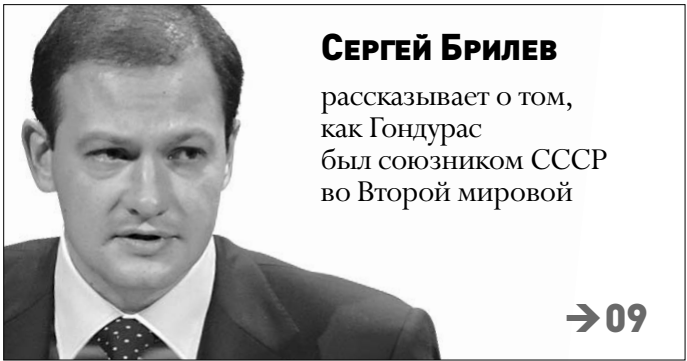 Сергей Брилев
рассказывает о том,
как Гондурас
был союзником СССР
во Второй мировой
→09